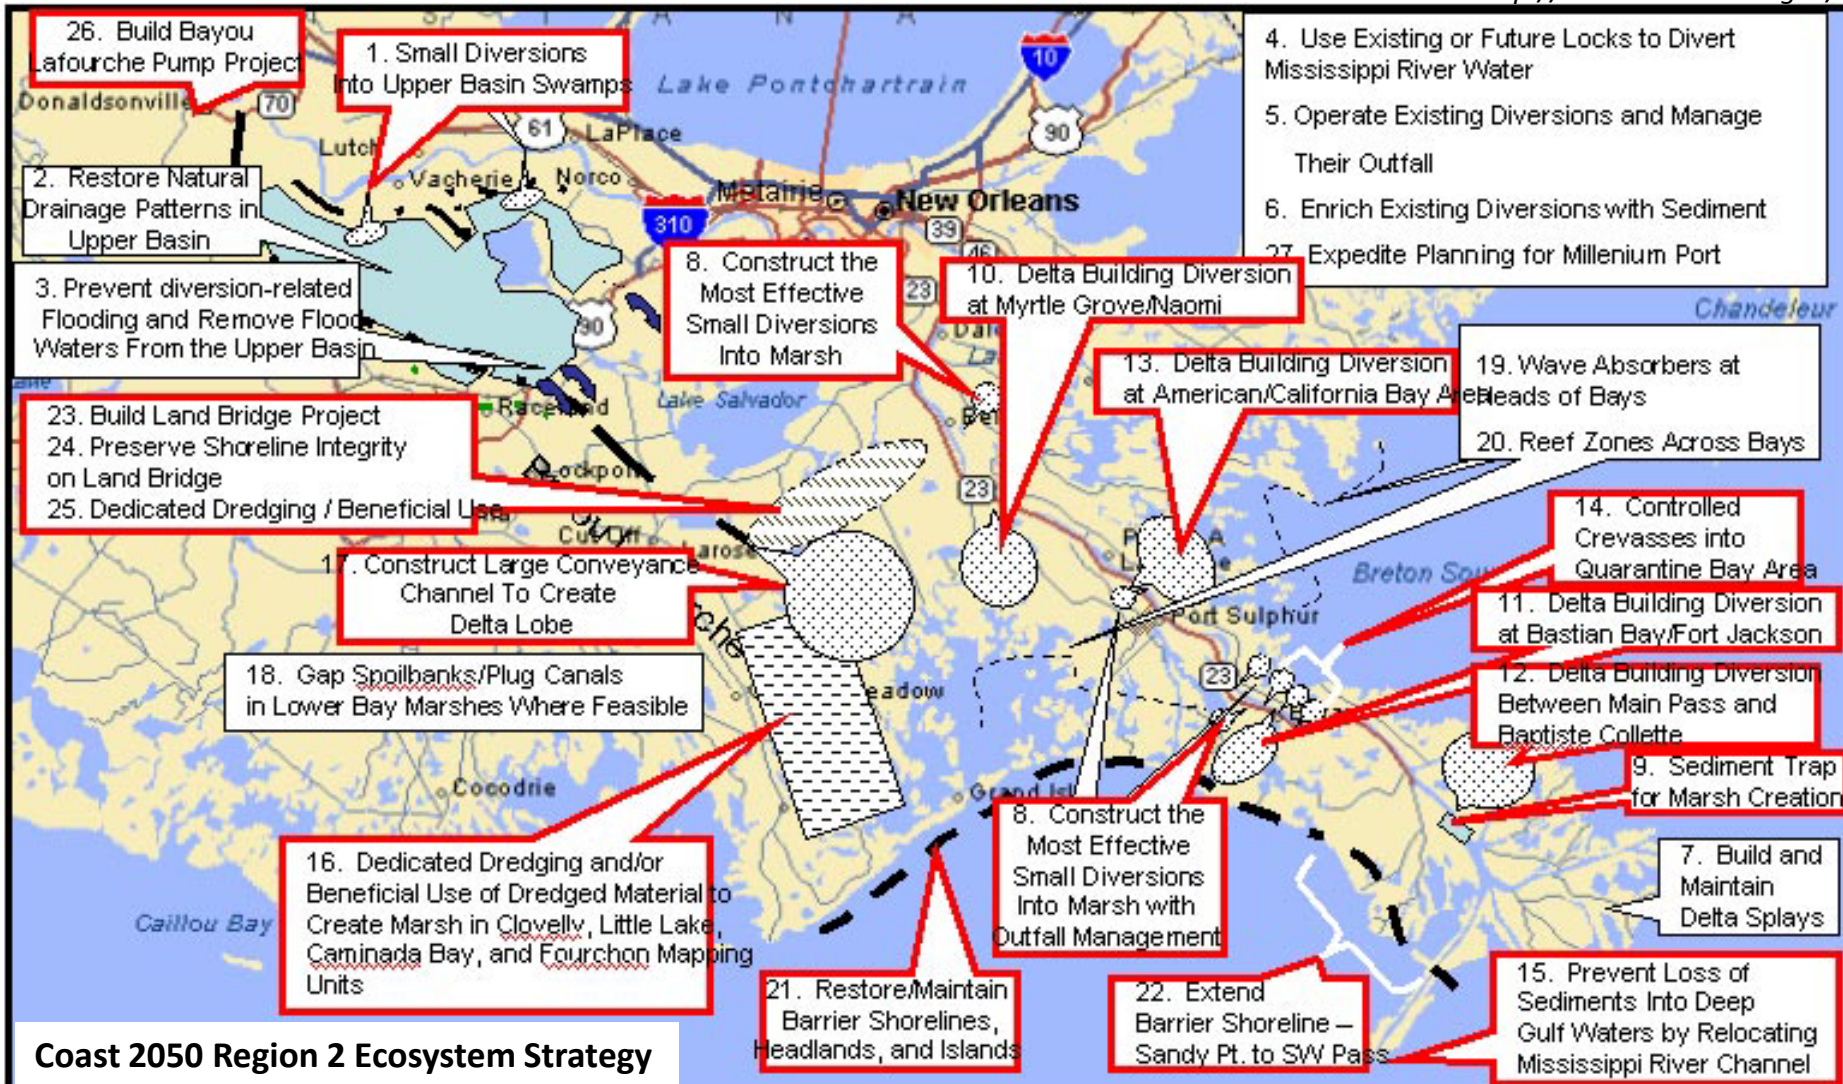 26. Build Bayou
Lafourche Pump Project
1. Small Diversions
Into Upper Basin Swamps
Lake Pontchartrain
10
4. Use Existing or Future Locks to Divert
Mississippi River Water
5. Operate Existing Diversions and Manage
Their Outfall
6. Enrich Existing Diversions with Sediment
27. Expedite Planning for Millenium Port
Donaldsonville
70
61
LaPlace
90
Lutch
Vacherie
Norco
Metairie
New Orleans
310
39
46
2. Restore Natural
Drainage Patterns in
Upper Basin
3. Prevent diversion-related
Flooding and Remove Flood
Waters From the Upper Basin
90
8. Construct the
Most Effective
Small Diversions
Into Marsh
23
10. Delta Building Diversion
at Myrtle Grove/Naomi
Chandeleur
13. Delta Building Diversion
at American/California Bay Area
19. Wave Absorbers at
Heads of Bays
20. Reef Zones Across Bays
Raceland
Lake Salvador
23. Build Land Bridge Project
24. Preserve Shoreline Integrity
on Land Bridge
25. Dedicated Dredging / Beneficial Use
Lockport
23
Cut Off
Larose
14. Controlled
Crevasses into
Quarantine Bay Area
Breton Sou
17. Construct Large Conveyance
Channel To Create
Delta Lobe
Port Sulphur
11. Delta Building Diversion
at Bastian Bay/Fort Jackson
18. Gap Spoilbanks/Plug Canals
in Lower Bay Marshes Where Feasible
eadow
23
12. Delta Building Diversion
Between Main Pass and
Baptiste Collette
9. Sediment Trap
for Marsh Creation
Cocodrie
Grand Isl
8. Construct the
Most Effective
Small Diversions
Into Marsh with
Outfall Management
7. Build and
Maintain
Delta Splays
16. Dedicated Dredging and/or
Beneficial Use of Dredged Material to
Create Marsh in Clovelly, Little Lake,
Caminada Bay, and Fourchon Mapping
Units
Caillou Bay
21. Restore/Maintain
Barrier Shorelines,
Headlands, and Islands
22. Extend
Barrier Shoreline –
Sandy Pt. to SW Pass
15. Prevent Loss of
Sediments Into Deep
Gulf Waters by Relocating
Mississippi River Channel
Coast 2050 Region 2 Ecosystem Strategy